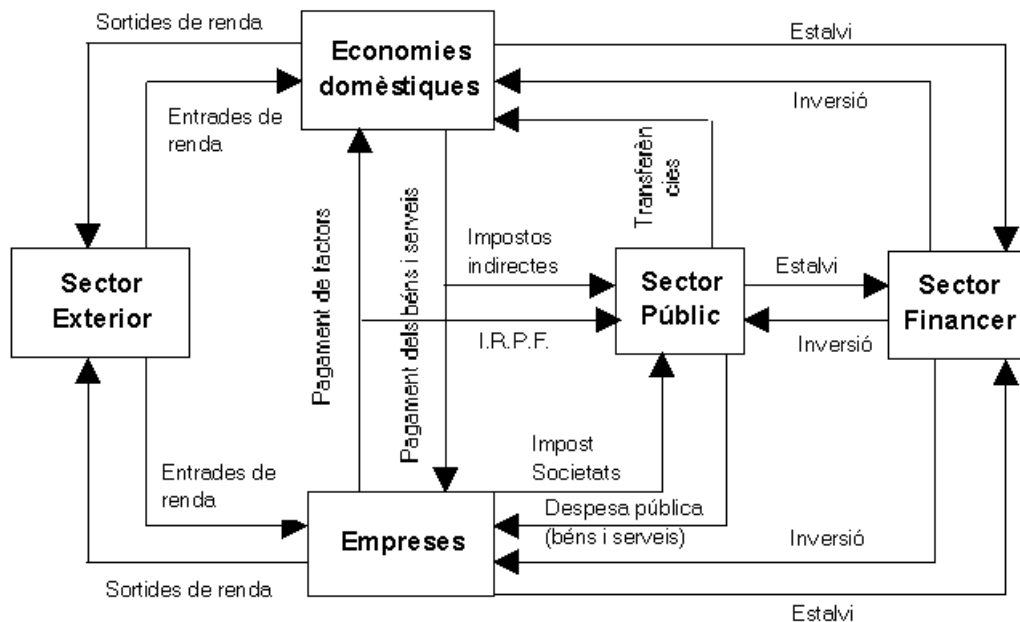 Sortides de renda
Economies
domèstiques
Estalvi
Entrades de
renda
Inversió
Transferèn
cies
Pagament de factors
Pagament dels béns i serveis
Impostos
indirectes
Sector
Exterior
Sector
Públic
Estalvi
Sector
Financer
I.R.P.F.
Inversió
Entrades de
renda
Impost
Societats
Empreses
Despesa pública
(béns i serveis)
Inversió
Sortides de renda
Estalvi